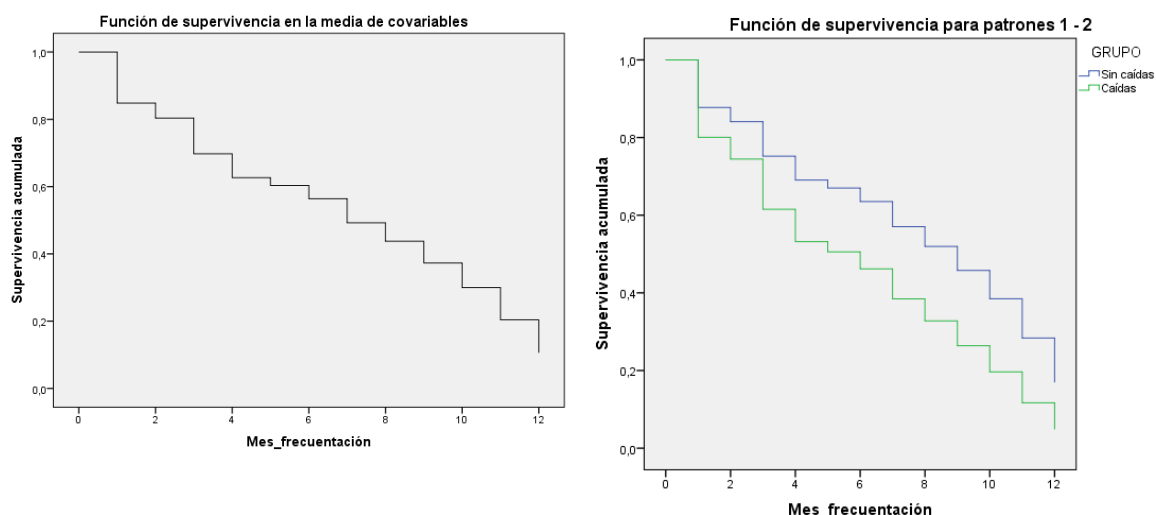 Función de supervivencia en la media de covariables
Supervivencia acumulada
1,0
0,8
0,6
0,4
0,2
0,0
0 2 4 6 8 10 12
Mes_frecuentación
Función de supervivencia para patrones 1 - 2
GRUPO
Sin caídas
Caídas
Supervivencia acumulada
1,0
0,8
0,6
0,4
0,2
0,0
0 2 4 6 8 10 12
Mes_frecuentación